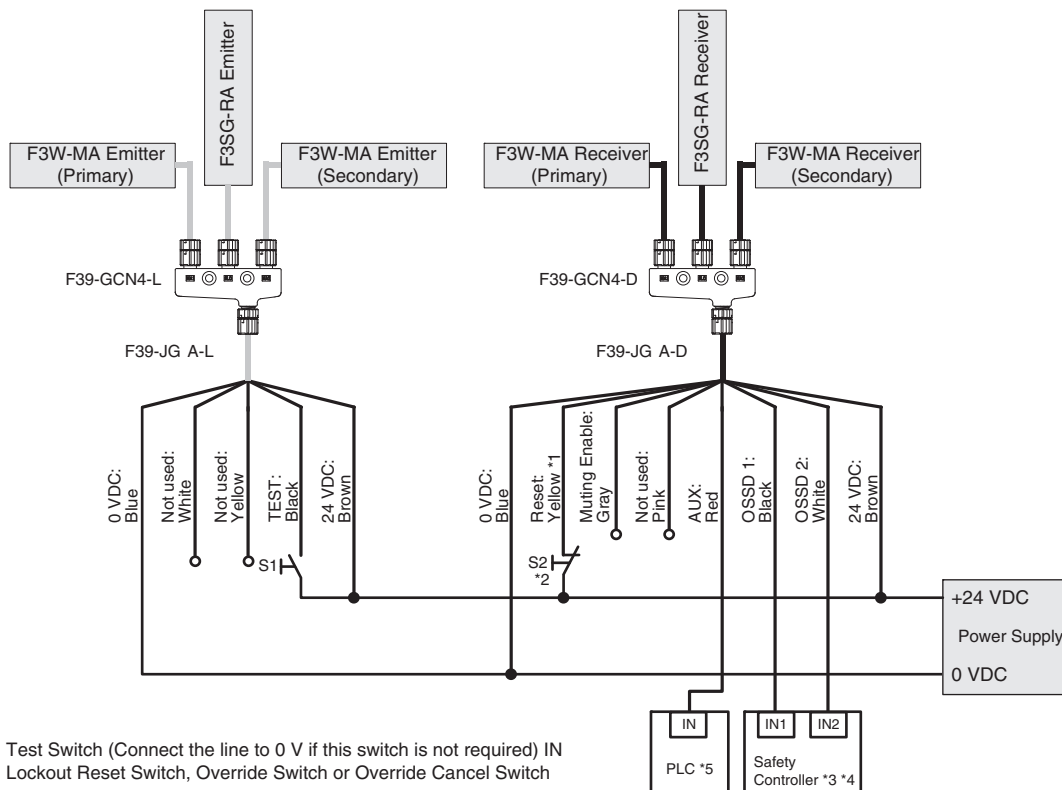 F3SG-RA Emitter
F3SG-RA Receiver
F3W-MA Emitter
(Primary)
F3W-MA Emitter
(Secondary)
F3W-MA Receiver
(Primary)
F3W-MA Receiver
(Secondary)
F39-GCN4-L
F39-GCN4-D
F39-JG A-L
F39-JG A-D
0 VDC:
Blue
Not used:
White
Not used:
Yellow
TEST:
Black
24 VDC:
Brown
0 VDC:
Blue
Reset:
Yellow *1
Muting Enable:
Gray
Not used:
Pink
AUX:
Red
OSSD 1:
Black
OSSD 2:
White
24 VDC:
Brown
S1
S2
*2
+24 VDC
Power Supply
0 VDC
IN
IN1
IN2
PLC *5
Safety
Controller *3 *4
Test Switch (Connect the line to 0 V if this switch is not required) IN
Lockout Reset Switch, Override Switch or Override Cancel Switch